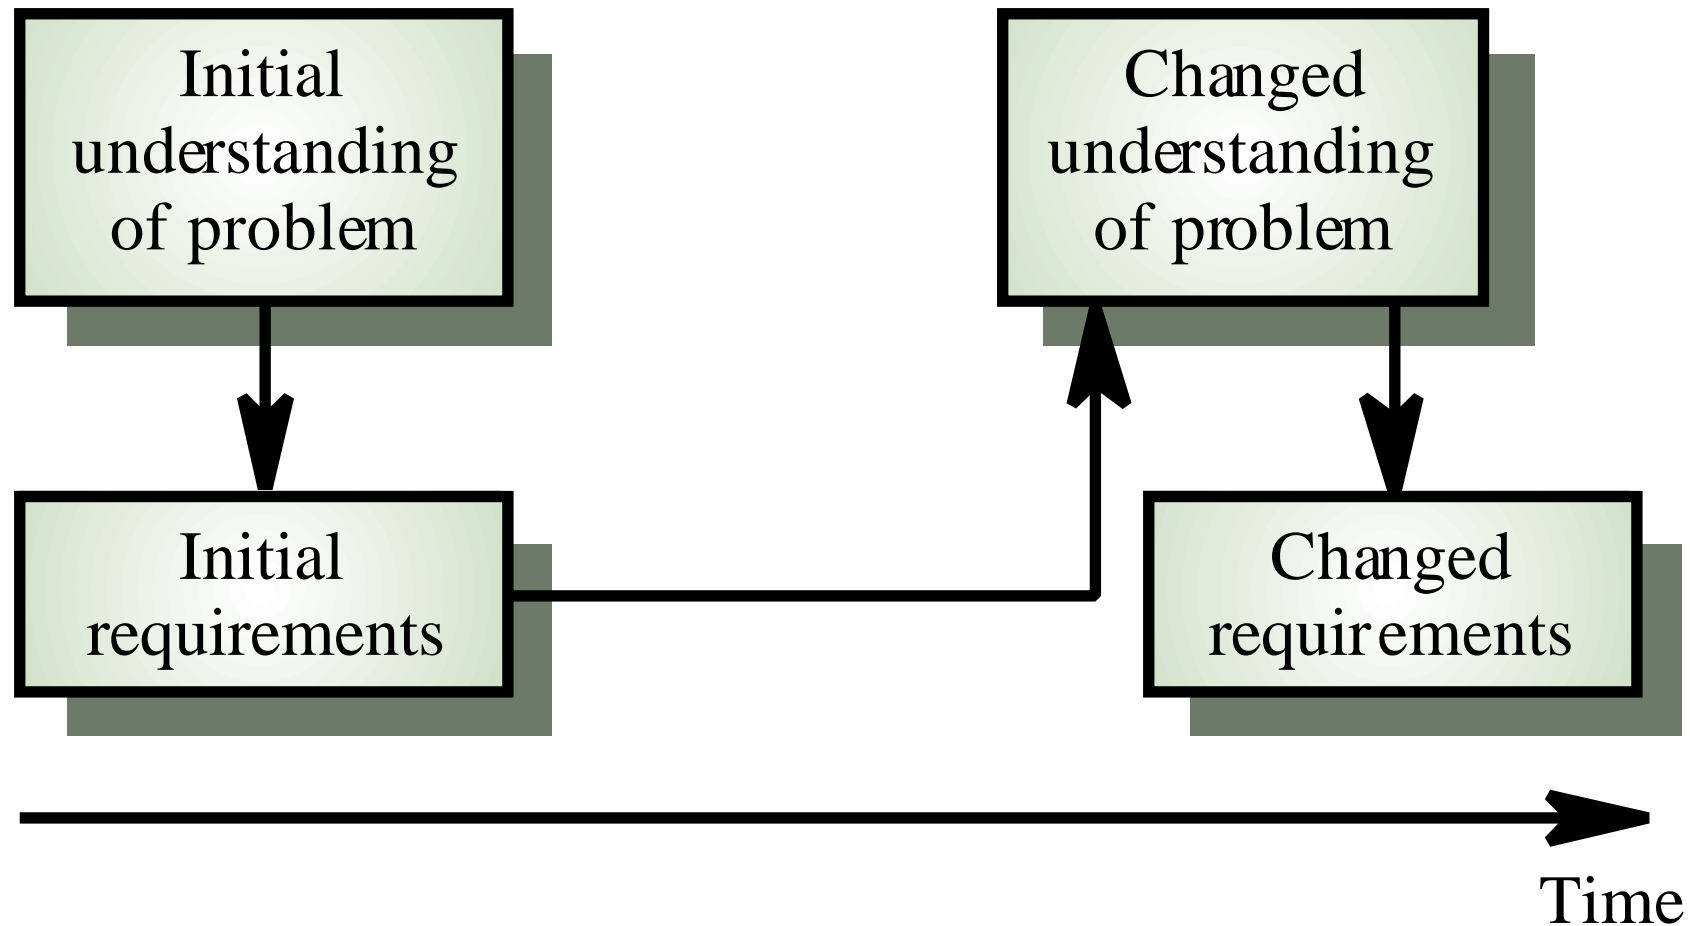 Initial
understanding
of problem
Changed
understanding
of problem
Initial
requirements
Changed
requirements
Time